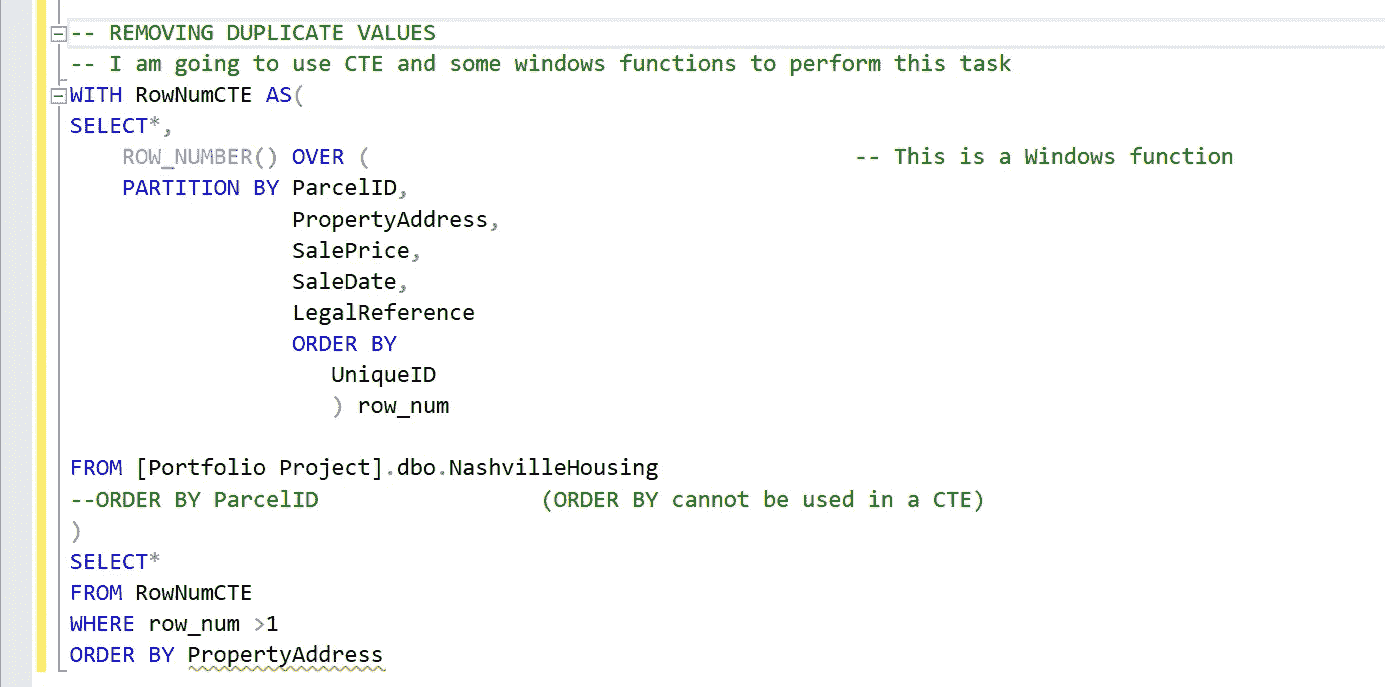 -- REMOVING DUPLICATE VALUES
-- I am going to use CTE and some windows functions to perform this task
WITH RowNumCTE AS(
SELECT*,
ROW_NUMBER() OVER ( -- This is a Windows function
PARTITION BY ParcelID,
PropertyAddress,
SalePrice,
SaleDate,
LegalReference
ORDER BY
UniqueID
) row_num
FROM [Portfolio Project].dbo.NashvilleHousing
--ORDER BY ParcelID (ORDER BY cannot be used in a CTE)
)
SELECT*
FROM RowNumCTE
WHERE row_num >1
ORDER BY PropertyAddress